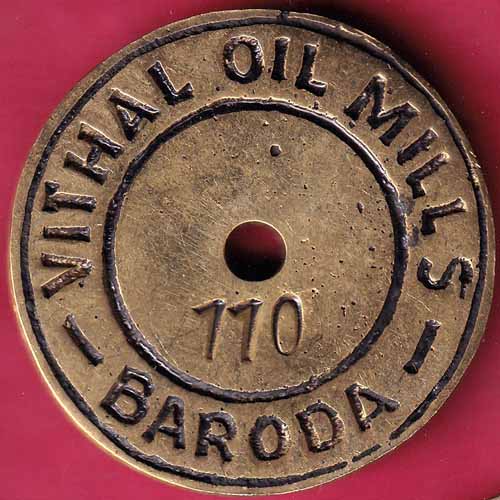 VITHAL OIL MILLS
110
— BARODA —